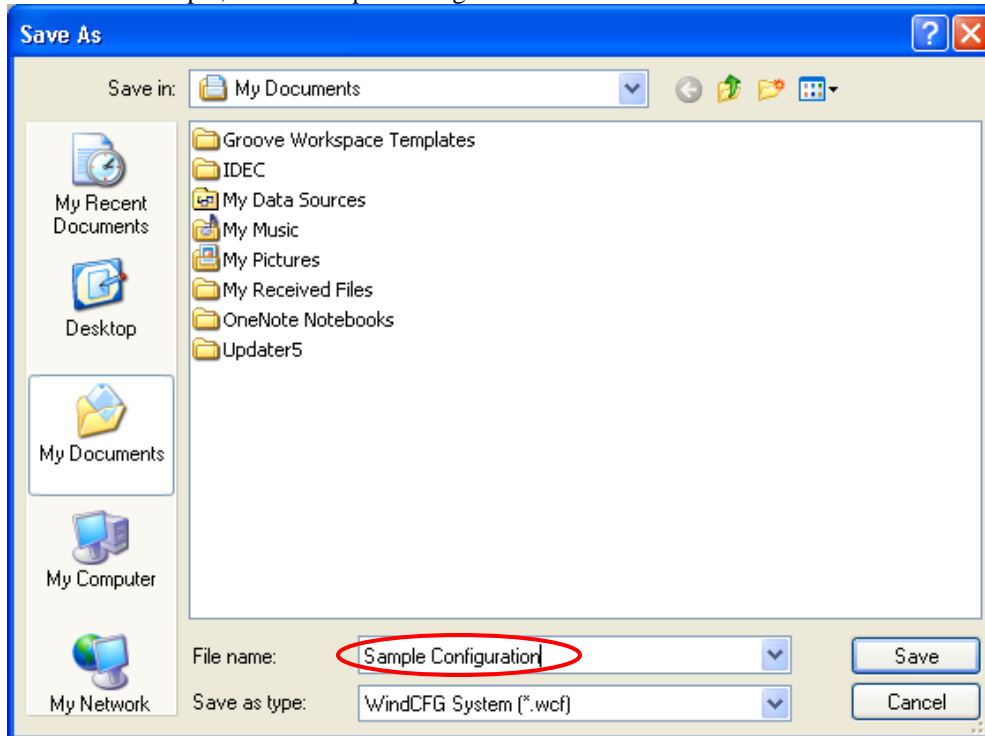 Save As
Save in: My Documents
Groove Workspace Templates
IDEC
My Data Sources
My Music
My Pictures
My Received Files
OneNote Notebooks
Updater5
My Recent
Documents
Desktop
My Documents
My Computer
My Network
File name: Sample Configuration
Save
Save as type: WindCFG System (*.wcf)
Cancel